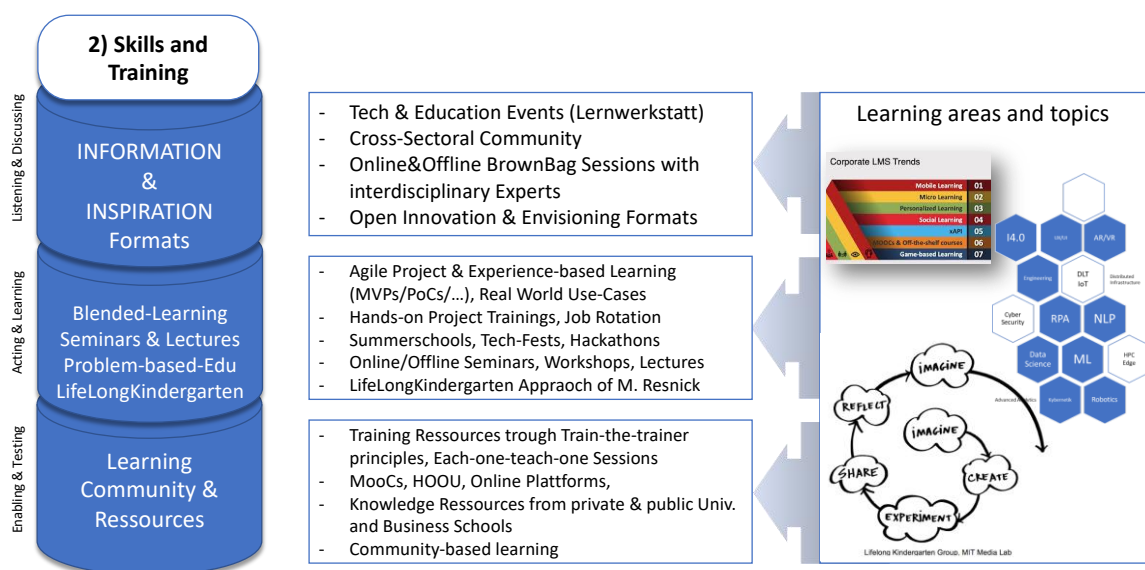 2) Skills and
Training
Listening & Discussing
INFORMATION
&
INSPIRATION
Formats
- Tech & Education Events (Lernwerkstatt)
- Cross-Sectoral Community
- Online&Offline BrownBag Sessions with
interdisciplinary Experts
- Open Innovation & Envisioning Formats
Acting & Learning
Blended-Learning
Seminars & Lectures
Problem-based-Edu
LifeLongKindergarten
- Agile Project & Experience-based Learning
(MVPs/PoCs/…), Real World Use-Cases
- Hands-on Project Trainings, Job Rotation
- Summerschools, Tech-Fests, Hackathons
- Online/Offline Seminars, Workshops, Lectures
- LifeLongKindergarten Appraoch of M. Resnick
Enabling & Testing
Learning
Community &
Ressources
- Training Ressources trough Train-the-trainer
principles, Each-one-teach-one Sessions
- MooCs, HOOU, Online Plattforms,
- Knowledge Ressources from private & public Univ.
and Business Schools
- Community-based learning
Learning areas and topics
Corporate LMS Trends
Mobile Learning 01
Micro Learning 02
Personalized Learning 03
Social Learning 04
xAPI 05
MOOCs & Off-the-shelf courses 06
Game-based Learning 07
I4.0
AR/VR
Engineering
DLT
IoT
Distributed
Infrastructure
Cyber
Security
RPA
NLP
Data
Science
ML
HPC
Edge
Kybernetik
Robotics
IMAGINE
REFLECT
IMAGINE
SHARE
CREATE
EXPERIMENT
Lifelong Kindergarten Group, MIT Media Lab